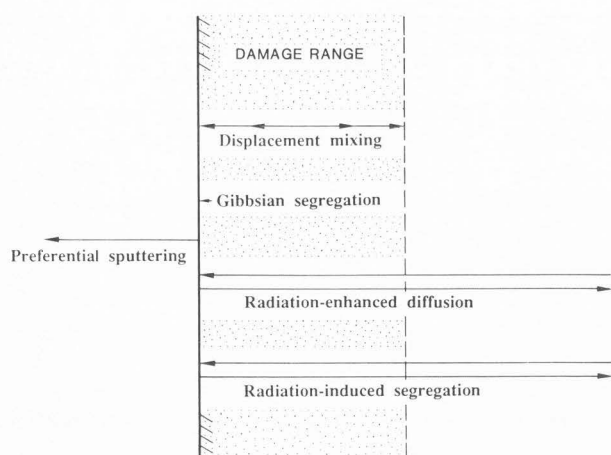 DAMAGE RANGE
Displacement mixing
Gibbsian segregation
Preferential sputtering
Radiation-enhanced diffusion
Radiation-induced segregation